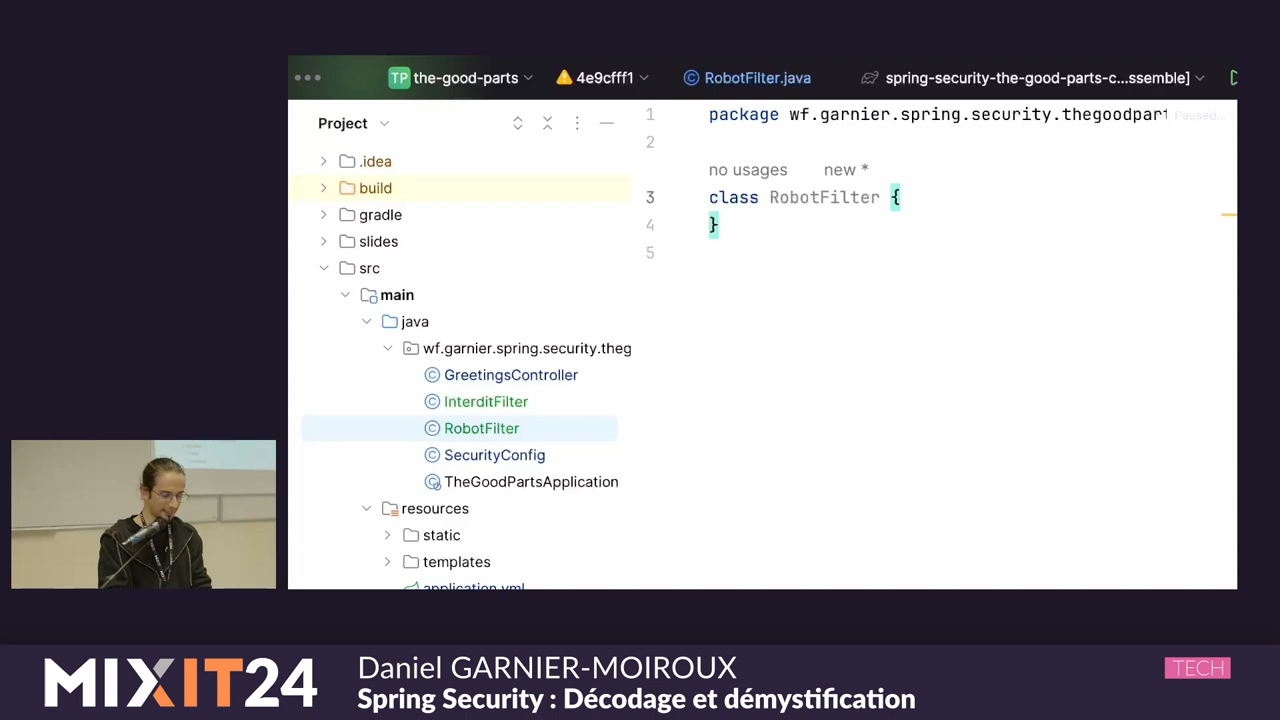 the-good-parts
4e9cfff1
RobotFilter.java
spring-security-the-good-parts-c...ssemble]
Project
.idea
build
gradle
slides
src
main
java
wf.garnier.spring.security.theg
GreetingsController
InterditFilter
RobotFilter
SecurityConfig
TheGoodPartsApplication
resources
static
templates
application.yml
1 package wf.garnier.spring.security.thegoodpart
Paused...
2
no usages new *
3 class RobotFilter {
4 }
5
MIXIT24
Daniel GARNIER-MOIROUX
Spring Security : Décodage et démystification
TECH